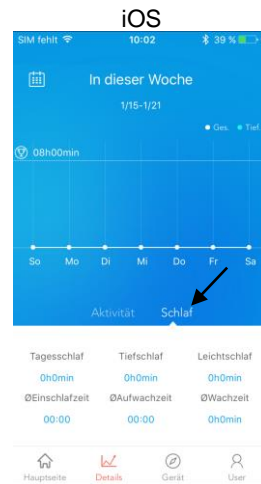 iOS
SIM fehlt 10:02 39 %
In dieser Woche
1/15-1/21
Ges. Tief.
08h00min
So Mo Di Mi Do Fr Sa
Aktivität Schlaf
Tagesschlaf Tiefschlaf Leichtschlaf
0h0min 0h0min 0h0min
ØEinschlafzeit ØAufwachzeit ØWachzeit
00:00 00:00 0h0min
Hauptseite Details Gerät User